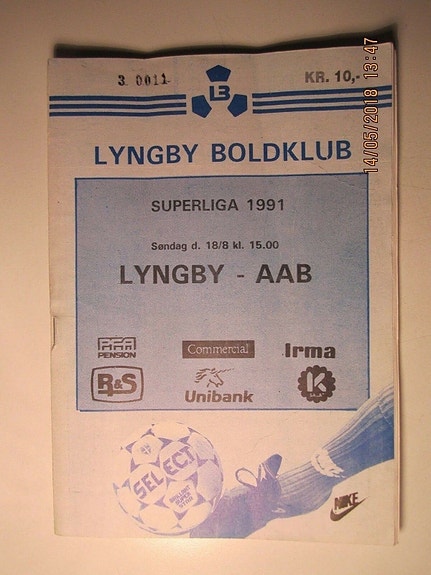 3 0011
KR. 10,-
LB
LYNGBY BOLDKLUB
SUPERLIGA 1991
Søndag d. 18/8 kl. 15.00
LYNGBY - AAB
PFA
PENSION
Commercial
Irma
R&S
Unibank
K
SELECT
NIKE
14/05/2018 13:47